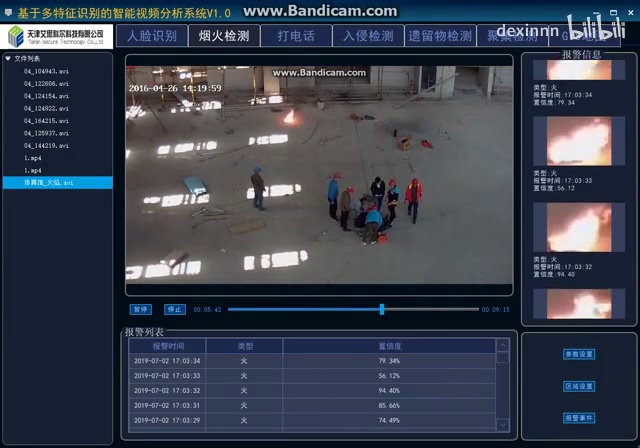 基于多特征识别的智能视频分析系统V1.0
www.Bandicam.com
dexinnn bilibili
天津艾思科尔科技有限公司
人脸识别 烟火检测 打电话 入侵检测 遗留物检测
文件列表
04_104943.avi
04_122606.avi
04_124154.avi
04_124922.avi
04_164215.avi
04_125937.avi
04_144219.avi
1.mp4
1.mp4
体育馆_火焰.avi
www.Bandicam.com
2016-04-26 14:19:59
暂停 停止 00:05:42 00:09:15
报警列表
报警时间 类型 置信度
2019-07-02 17:03:34 火 79.34%
2019-07-02 17:03:33 火 56.12%
2019-07-02 17:03:32 火 94.40%
2019-07-02 17:03:31 火 85.66%
2019-07-02 17:03:29 火 74.49%
报警信息
类型:火
报警时间:17:03:34
置信度:79.34
类型:火
报警时间:17:03:33
置信度:56.12
类型:火
报警时间:17:03:32
置信度:94.40
参数设置
区域设置
报警事件